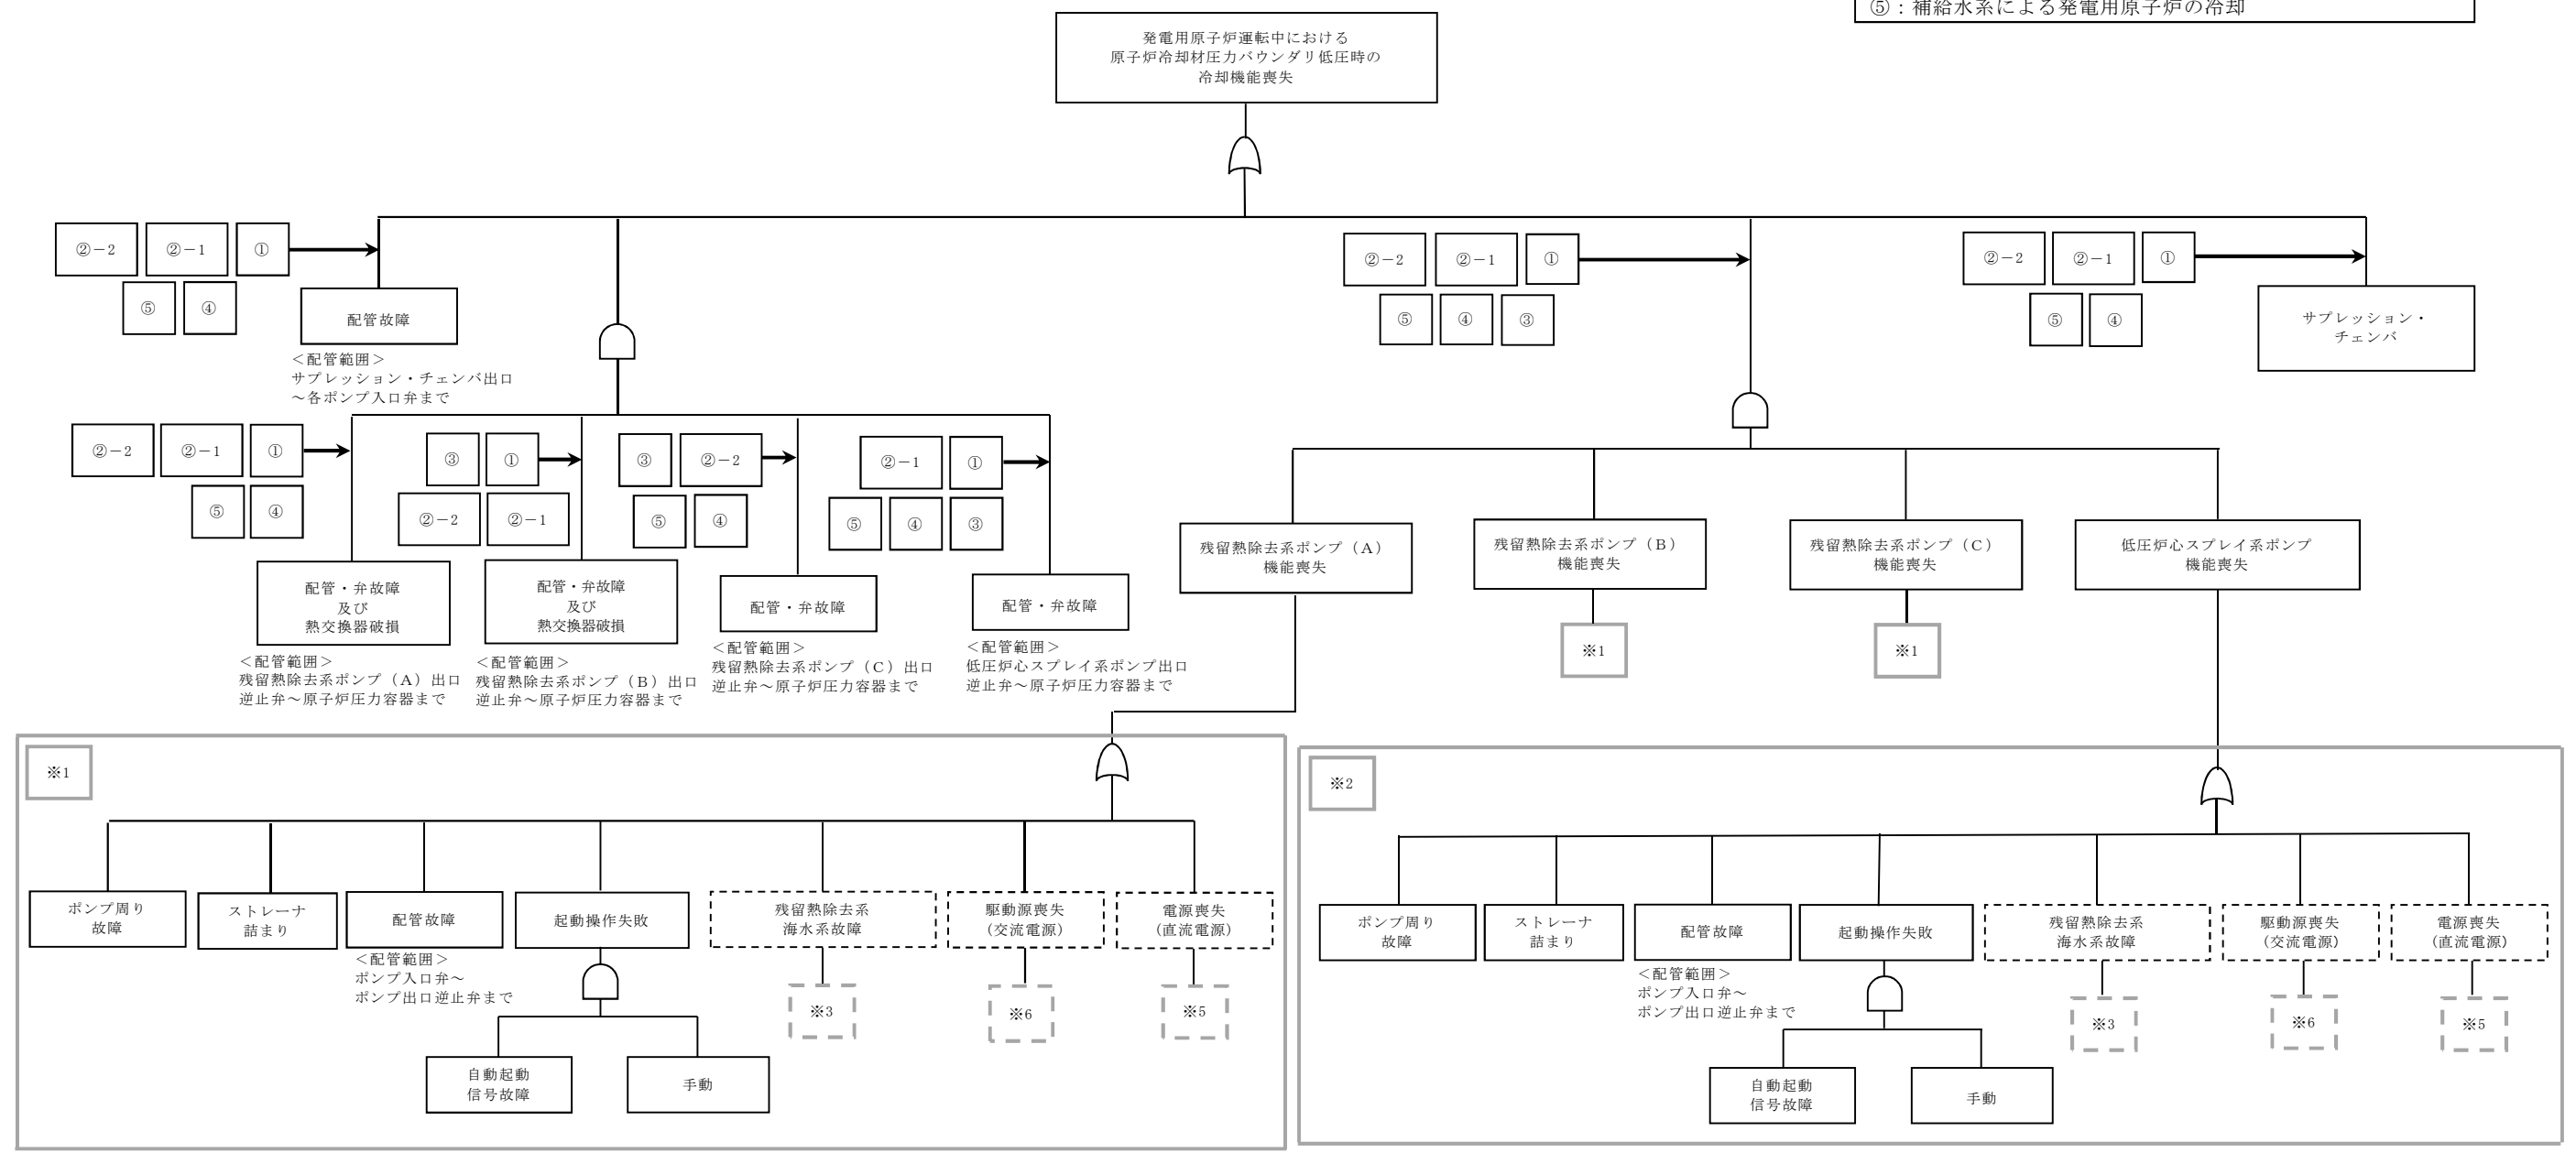 ⑤：補給水系による発電用原子炉の冷却
発電用原子炉運転中における
原子炉冷却材圧力バウンダリ低圧時の
冷却機能喪失
②－2 ②－1 ①
⑤ ④
配管故障
＜配管範囲＞
サプレッション・チェンバ出口
～各ポンプ入口弁まで
②－2 ②－1 ①
⑤ ④ ③
②－2 ②－1 ①
⑤ ④
サプレッション・
チェンバ
②－2 ②－1 ①
⑤ ④
配管・弁故障
及び
熱交換器破損
＜配管範囲＞
残留熱除去系ポンプ（A）出口
逆止弁～原子炉圧力容器まで
③ ①
②－2 ②－1
配管・弁故障
及び
熱交換器破損
＜配管範囲＞
残留熱除去系ポンプ（B）出口
逆止弁～原子炉圧力容器まで
③ ②－2
⑤ ④
配管・弁故障
＜配管範囲＞
残留熱除去系ポンプ（C）出口
逆止弁～原子炉圧力容器まで
②－1 ①
⑤ ④ ③
配管・弁故障
＜配管範囲＞
低圧炉心スプレイ系ポンプ出口
逆止弁～原子炉圧力容器まで
残留熱除去系ポンプ（A）
機能喪失
残留熱除去系ポンプ（B）
機能喪失
※1
残留熱除去系ポンプ（C）
機能喪失
※1
低圧炉心スプレイ系ポンプ
機能喪失
※1
ポンプ周り
故障
ストレーナ
詰まり
配管故障
＜配管範囲＞
ポンプ入口弁～
ポンプ出口逆止弁まで
起動操作失敗
自動起動
信号故障
手動
残留熱除去系
海水系故障
※3
駆動源喪失
（交流電源）
※6
電源喪失
（直流電源）
※5
※2
ポンプ周り
故障
ストレーナ
詰まり
配管故障
＜配管範囲＞
ポンプ入口弁～
ポンプ出口逆止弁まで
起動操作失敗
自動起動
信号故障
手動
残留熱除去系
海水系故障
※3
駆動源喪失
（交流電源）
※6
電源喪失
（直流電源）
※5